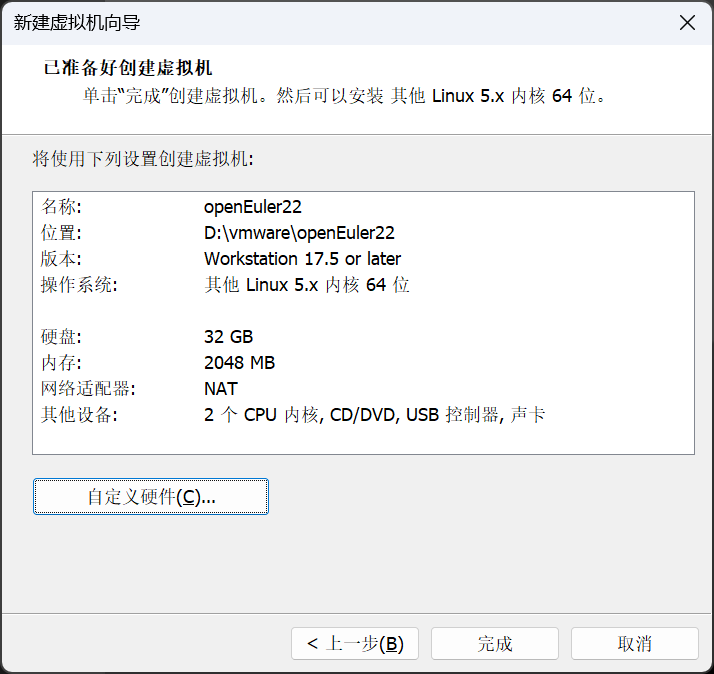 新建虚拟机向导
已准备好创建虚拟机
单击“完成”创建虚拟机。然后可以安装 其他 Linux 5.x 内核 64 位。
将使用下列设置创建虚拟机:
名称: openEuler22
位置: D:\vmware\openEuler22
版本: Workstation 17.5 or later
操作系统: 其他 Linux 5.x 内核 64 位
硬盘: 32 GB
内存: 2048 MB
网络适配器: NAT
其他设备: 2 个 CPU 内核, CD/DVD, USB 控制器, 声卡
自定义硬件(C)...
< 上一步(B) 完成 取消